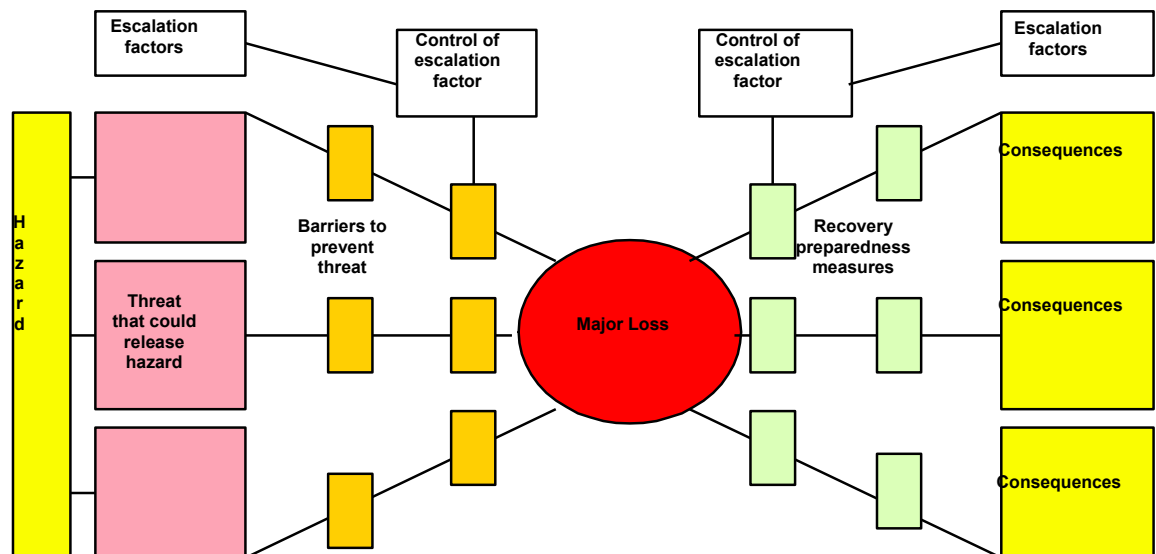 Escalation
factors
Control of
escalation
factor
Control of
escalation
factor
Escalation
factors
H
a
z
a
r
d
Consequences
Barriers to
prevent
threat
Recovery
preparedness
measures
Threat
that could
release
hazard
Major Loss
Consequences
Consequences